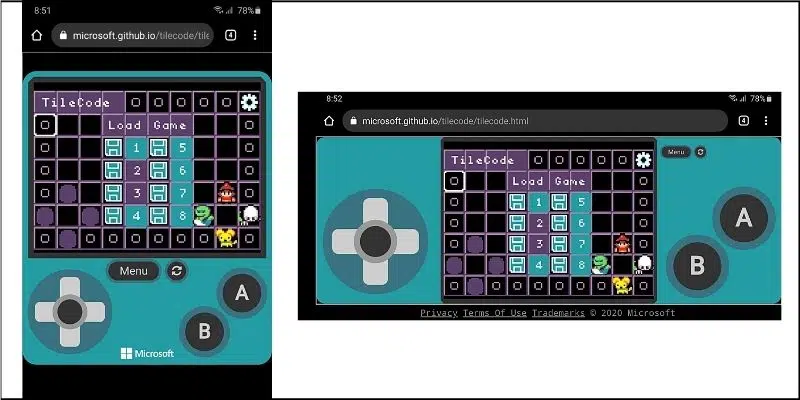 8:51 78%
microsoft.github.io/tilecode/tile 4
TileCode
Load Game
1 5
2 6
3 7
4 8
Menu
A
B
Microsoft
8:52 78%
microsoft.github.io/tilecode/tilecode.html 4
Menu
TileCode
Load Game
1 5
2 6
3 7
4 8
A
B
Privacy Terms Of Use Trademarks © 2020 Microsoft